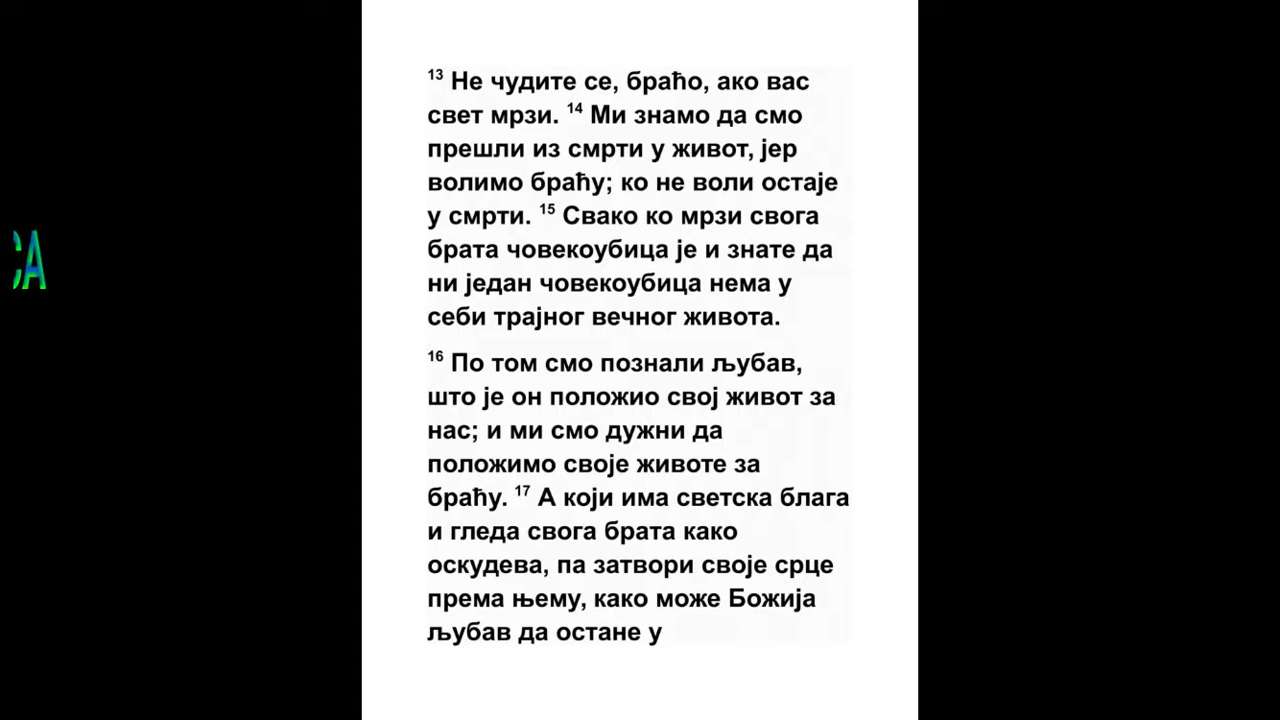 13 Не чудите се, браћо, ако вас
свет мрзи. 14 Ми знамо да смо
прешли из смрти у живот, јер
волимо браћу; ко не воли остаје
у смрти. 15 Свако ко мрзи свога
брата човекоубица је и знате да
ни један човекоубица нема у
себи трајног вечног живота.
16 По том смо познали љубав,
што је он положио свој живот за
нас; и ми смо дужни да
положимо своје животе за
браћу. 17 А који има светска блага
и гледа свога брата како
оскудева, па затвори своје срце
према њему, како може Божија
љубав да остане у